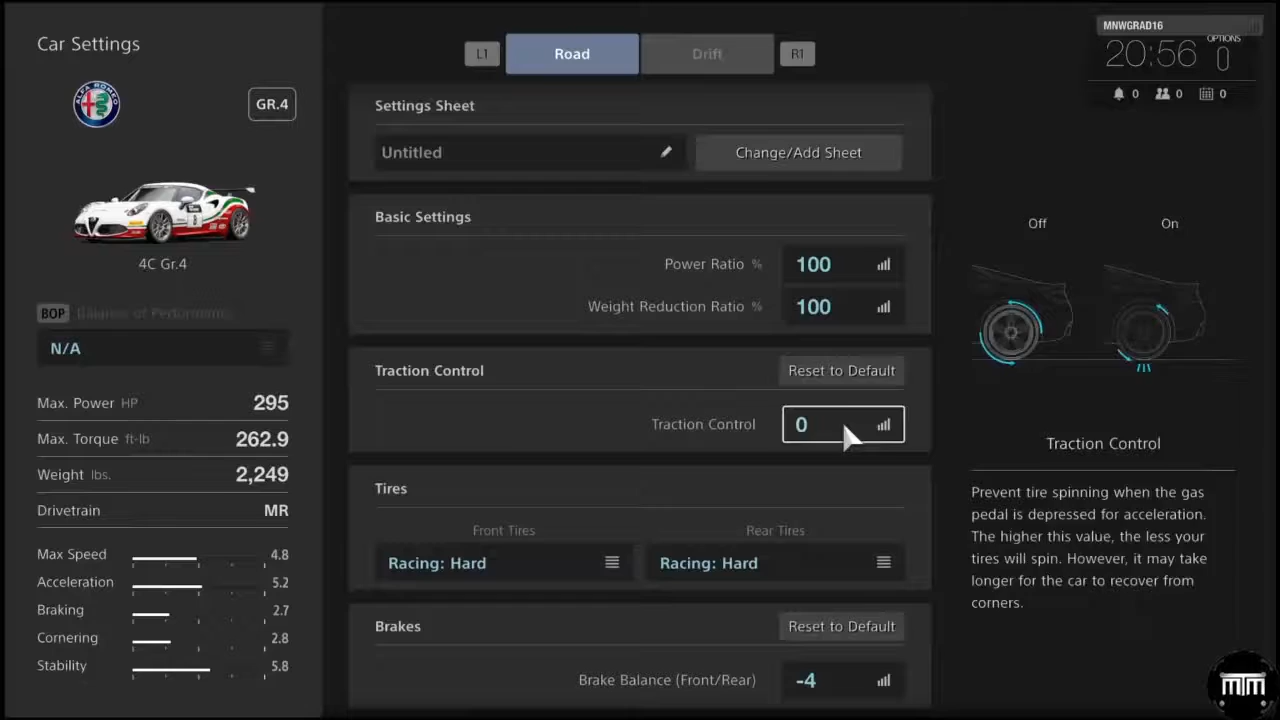 Car Settings
ALFA ROMEO
GR.4
4C Gr.4
BOP Balance of Performance
N/A
Max. Power HP 295
Max. Torque ft-lb 262.9
Weight lbs. 2,249
Drivetrain MR
Max Speed 4.8
Acceleration 5.2
Braking 2.7
Cornering 2.8
Stability 5.8
L1 Road Drift R1
Settings Sheet
Untitled Change/Add Sheet
Basic Settings
Power Ratio % 100
Weight Reduction Ratio % 100
Traction Control Reset to Default
Traction Control 0
Tires
Front Tires Rear Tires
Racing: Hard Racing: Hard
Brakes Reset to Default
Brake Balance (Front/Rear) -4
MNWGRAD16
20:56 OPTIONS
0 0 0
Off On
Traction Control
Prevent tire spinning when the gas
pedal is depressed for acceleration.
The higher this value, the less your
tires will spin. However, it may take
longer for the car to recover from
corners.
MTM